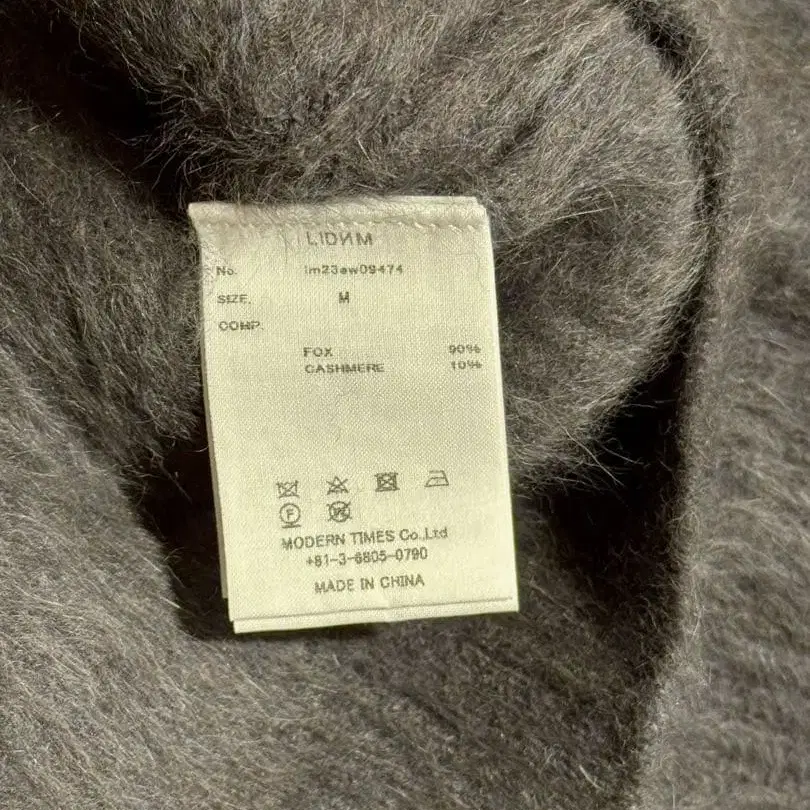 LIDИM
No. lm23aw09474
SIZE. M
COMP.
FOX 90%
CASHMERE 10%
P W
MODERN TIMES Co.,Ltd
+81-3-6805-0790
MADE IN CHINA